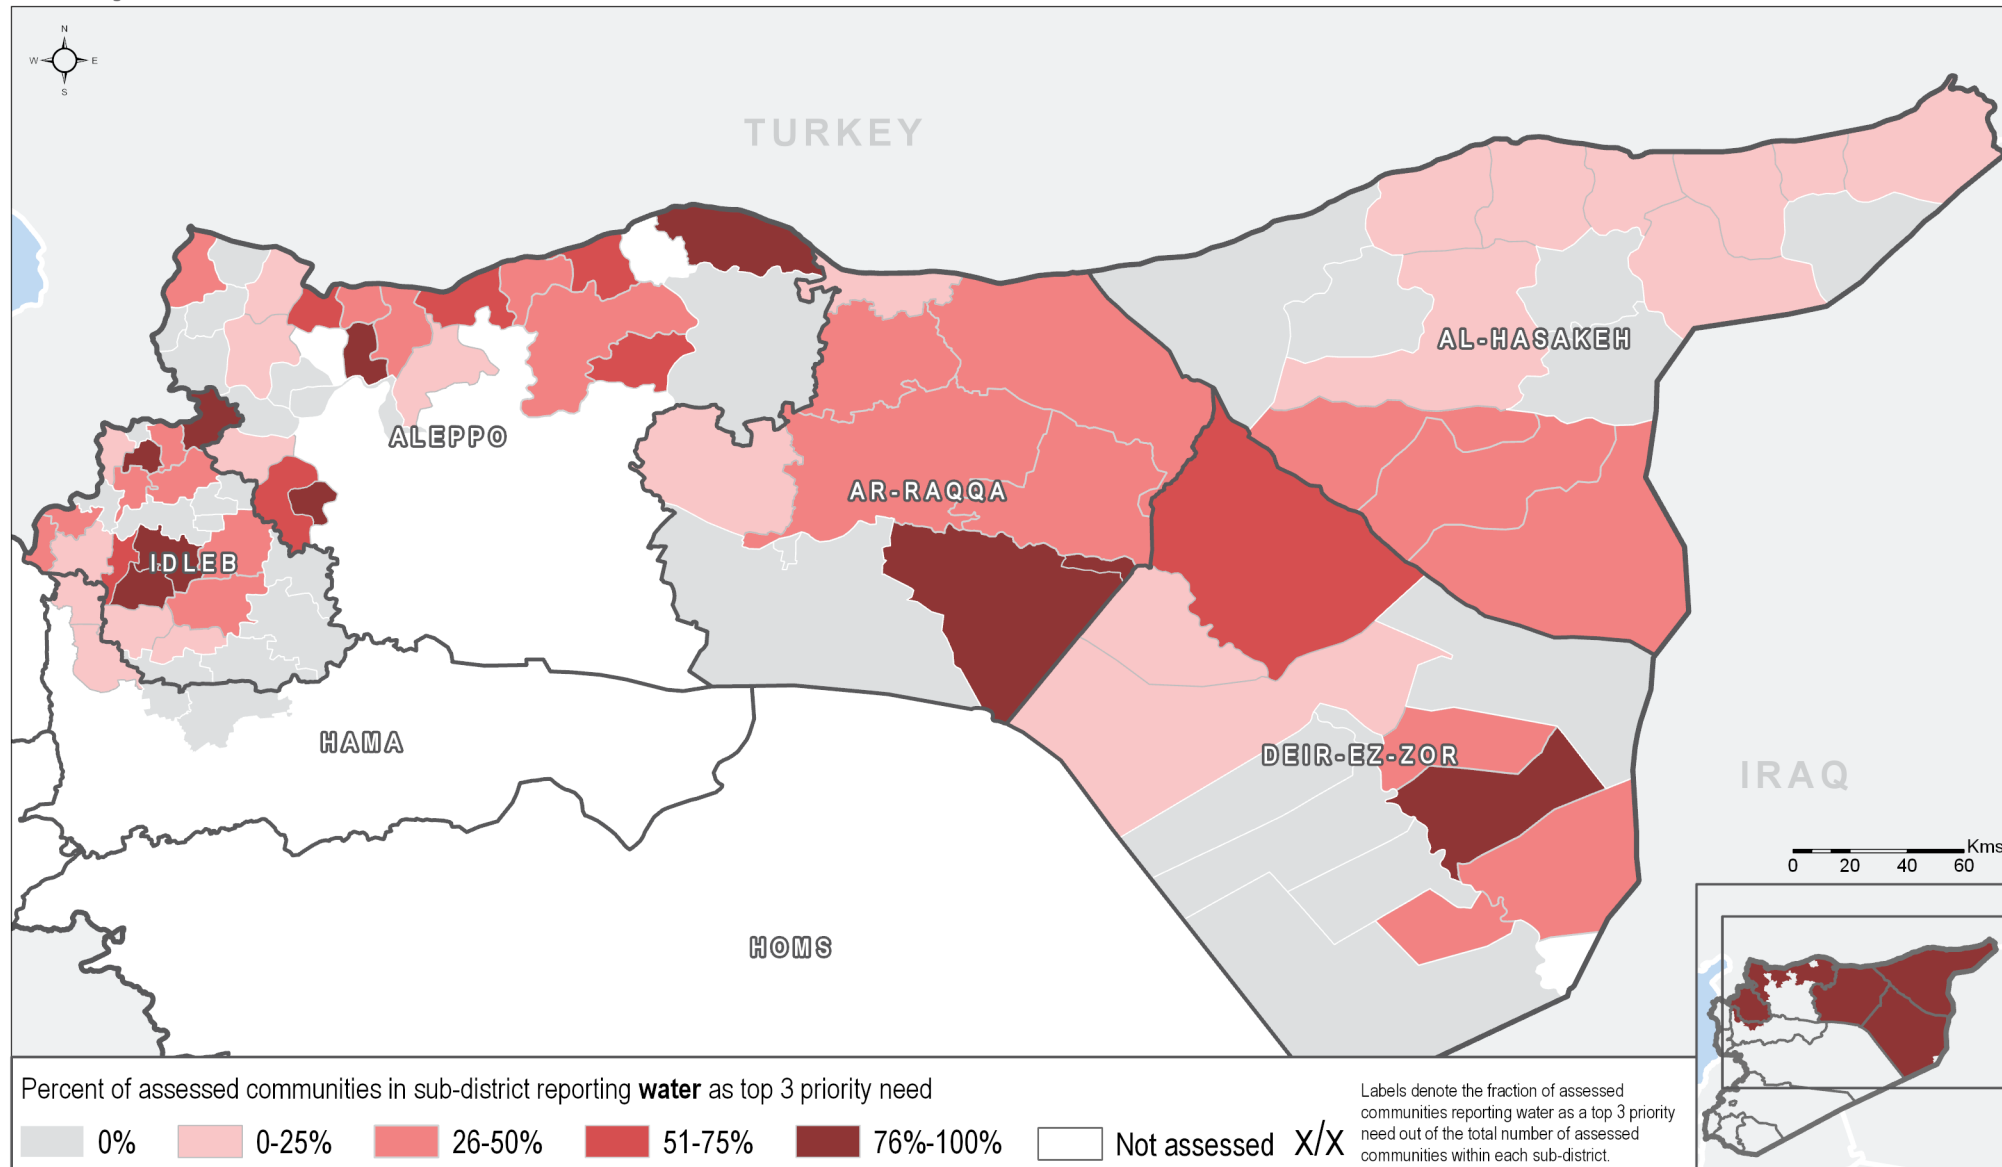 N
W E
S
TURKEY
AL-HASAKEH
ALEPPO
AR-RAQQA
IDLEB
HAMA
DEIR-EZ-ZOR
IRAQ
HOMS
Kms
0 20 40 60
Percent of assessed communities in sub-district reporting water as top 3 priority need
0% 0-25% 26-50% 51-75% 76%-100% Not assessed X/X
Labels denote the fraction of assessed
communities reporting water as a top 3 priority
need out of the total number of assessed
communities within each sub-district.